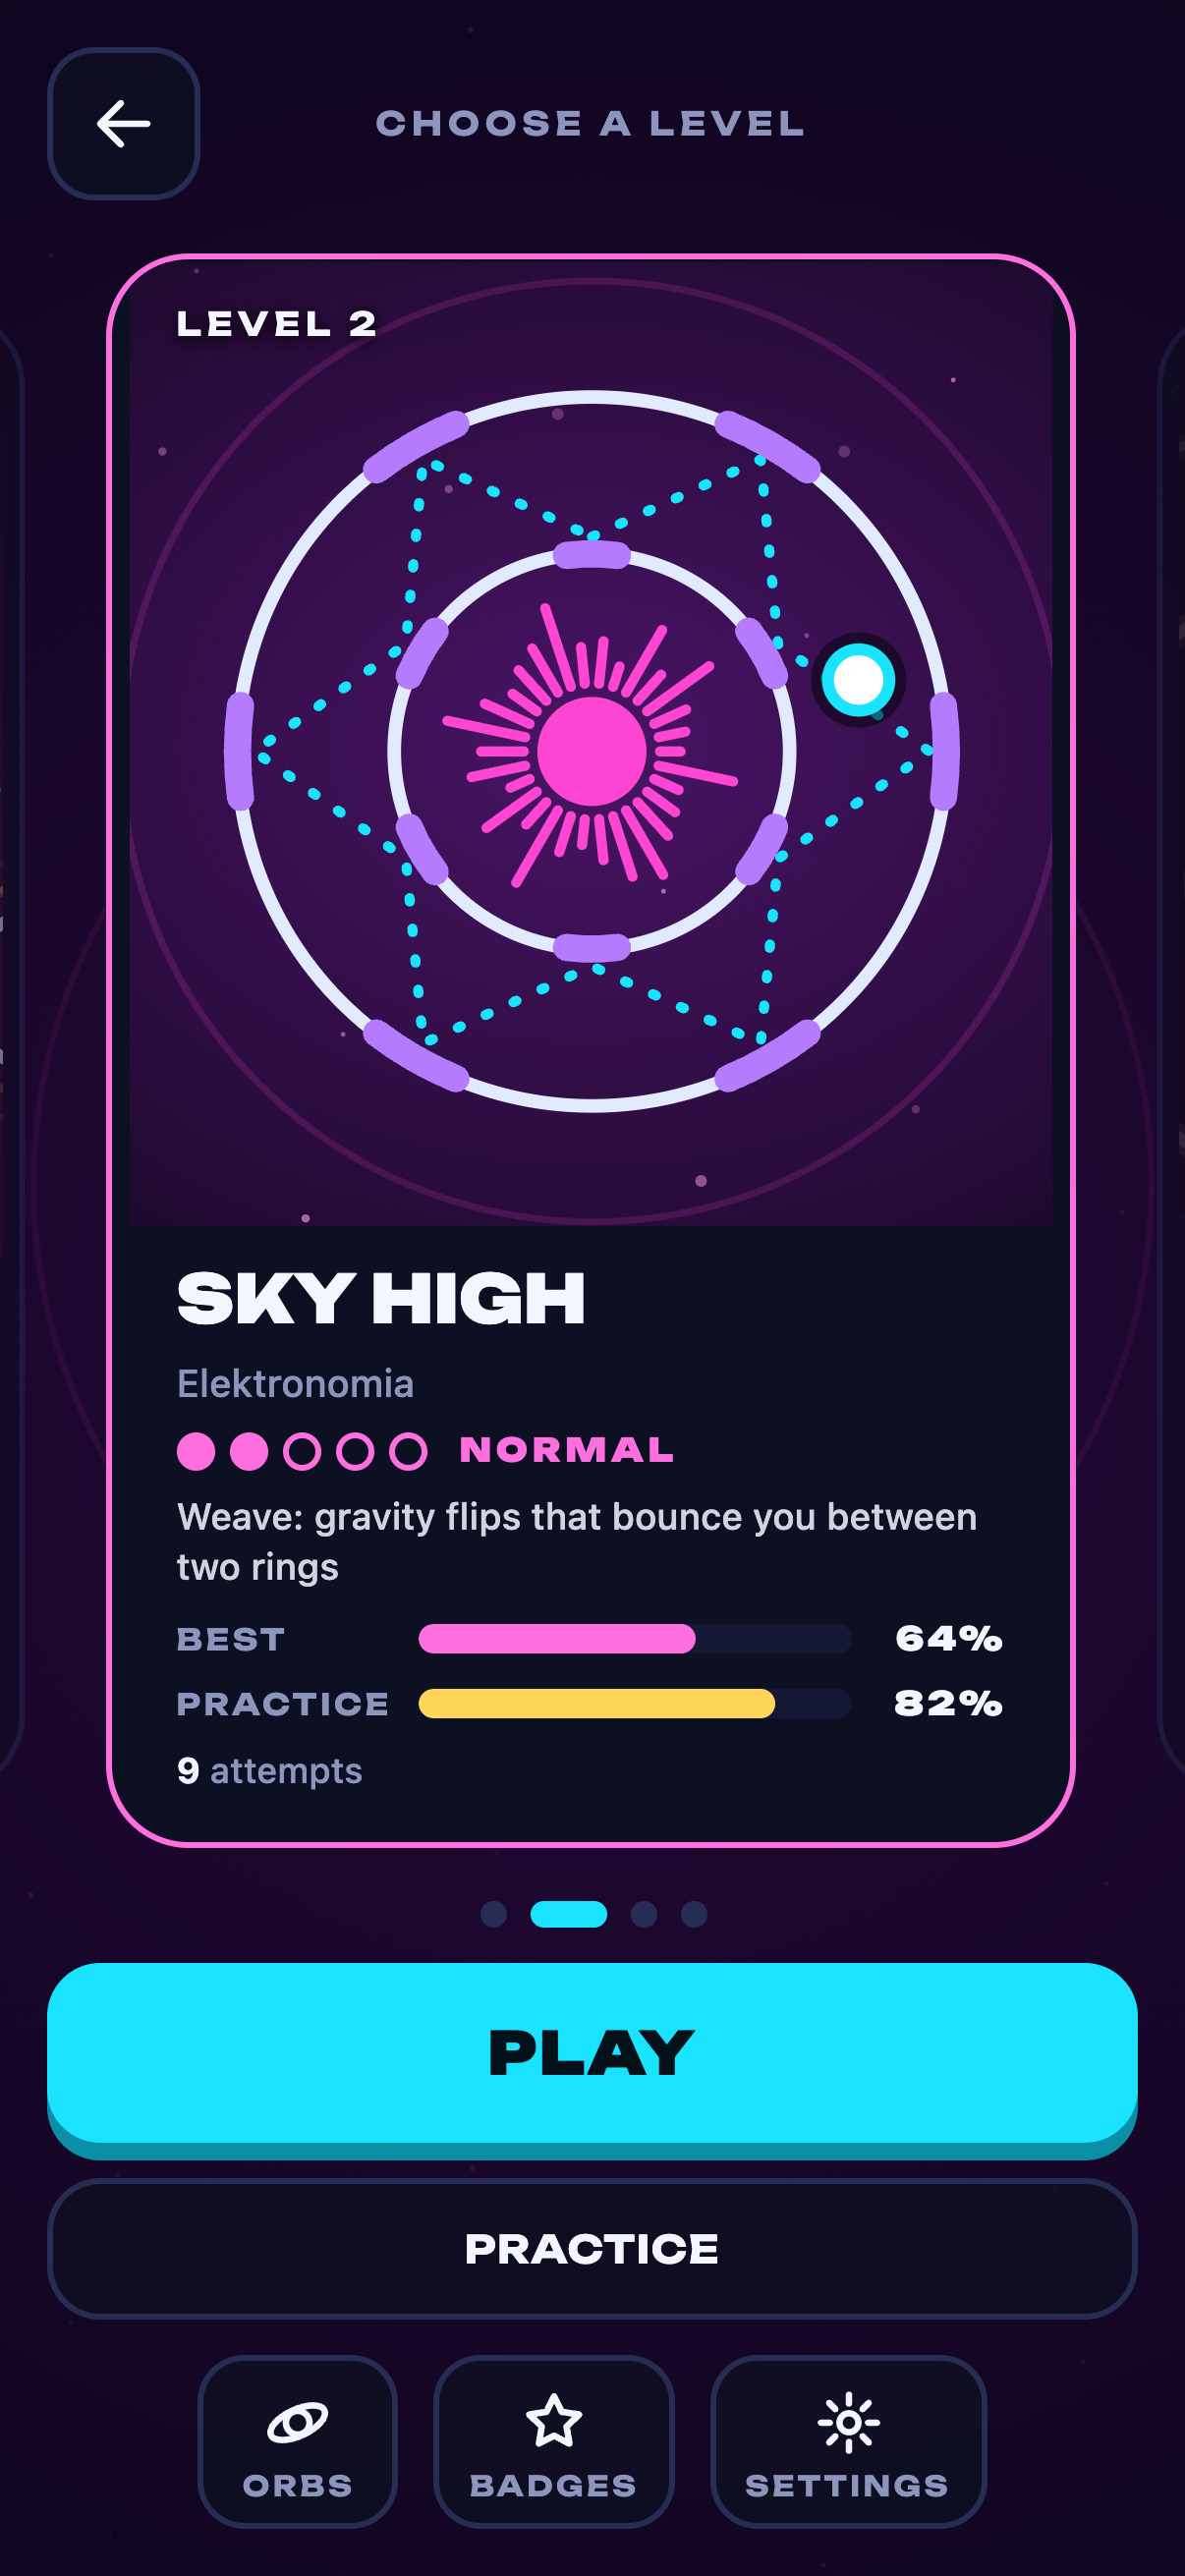 CHOOSE A LEVEL
LEVEL 2
SKY HIGH
Elektronomia
NORMAL
Weave: gravity flips that bounce you between
two rings
BEST 64%
PRACTICE 82%
9 attempts
PLAY
PRACTICE
ORBS BADGES SETTINGS